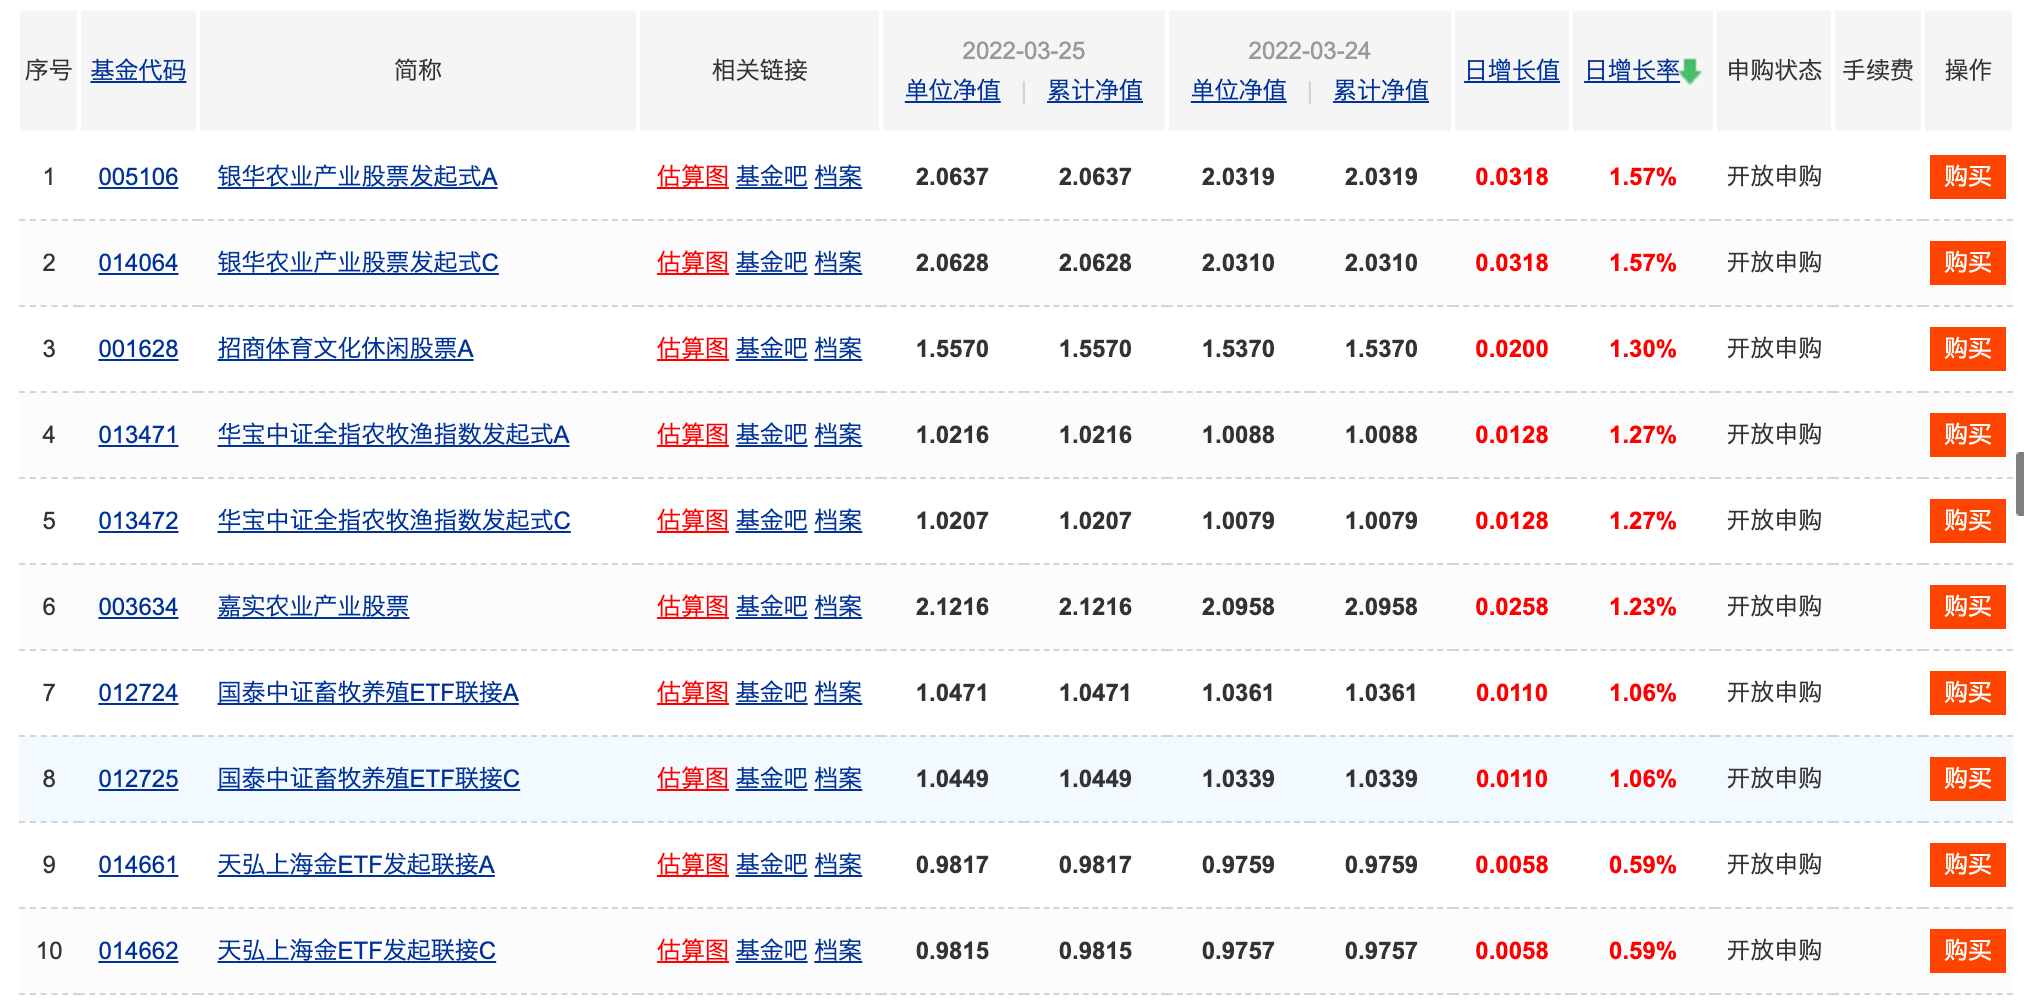 序号 基金代码 简称 相关链接 2022-03-25 2022-03-24 日增长值 日增长率 申购状态 手续费 操作
单位净值 | 累计净值 单位净值 | 累计净值
1 005106 银华农业产业股票发起式A 估算图 基金吧 档案 2.0637 2.0637 2.0319 2.0319 0.0318 1.57% 开放申购 购买
2 014064 银华农业产业股票发起式C 估算图 基金吧 档案 2.0628 2.0628 2.0310 2.0310 0.0318 1.57% 开放申购 购买
3 001628 招商体育文化休闲股票A 估算图 基金吧 档案 1.5570 1.5570 1.5370 1.5370 0.0200 1.30% 开放申购 购买
4 013471 华宝中证全指农牧渔指数发起式A 估算图 基金吧 档案 1.0216 1.0216 1.0088 1.0088 0.0128 1.27% 开放申购 购买
5 013472 华宝中证全指农牧渔指数发起式C 估算图 基金吧 档案 1.0207 1.0207 1.0079 1.0079 0.0128 1.27% 开放申购 购买
6 003634 嘉实农业产业股票 估算图 基金吧 档案 2.1216 2.1216 2.0958 2.0958 0.0258 1.23% 开放申购 购买
7 012724 国泰中证畜牧养殖ETF联接A 估算图 基金吧 档案 1.0471 1.0471 1.0361 1.0361 0.0110 1.06% 开放申购 购买
8 012725 国泰中证畜牧养殖ETF联接C 估算图 基金吧 档案 1.0449 1.0449 1.0339 1.0339 0.0110 1.06% 开放申购 购买
9 014661 天弘上海金ETF发起联接A 估算图 基金吧 档案 0.9817 0.9817 0.9759 0.9759 0.0058 0.59% 开放申购 购买
10 014662 天弘上海金ETF发起联接C 估算图 基金吧 档案 0.9815 0.9815 0.9757 0.9757 0.0058 0.59% 开放申购 购买